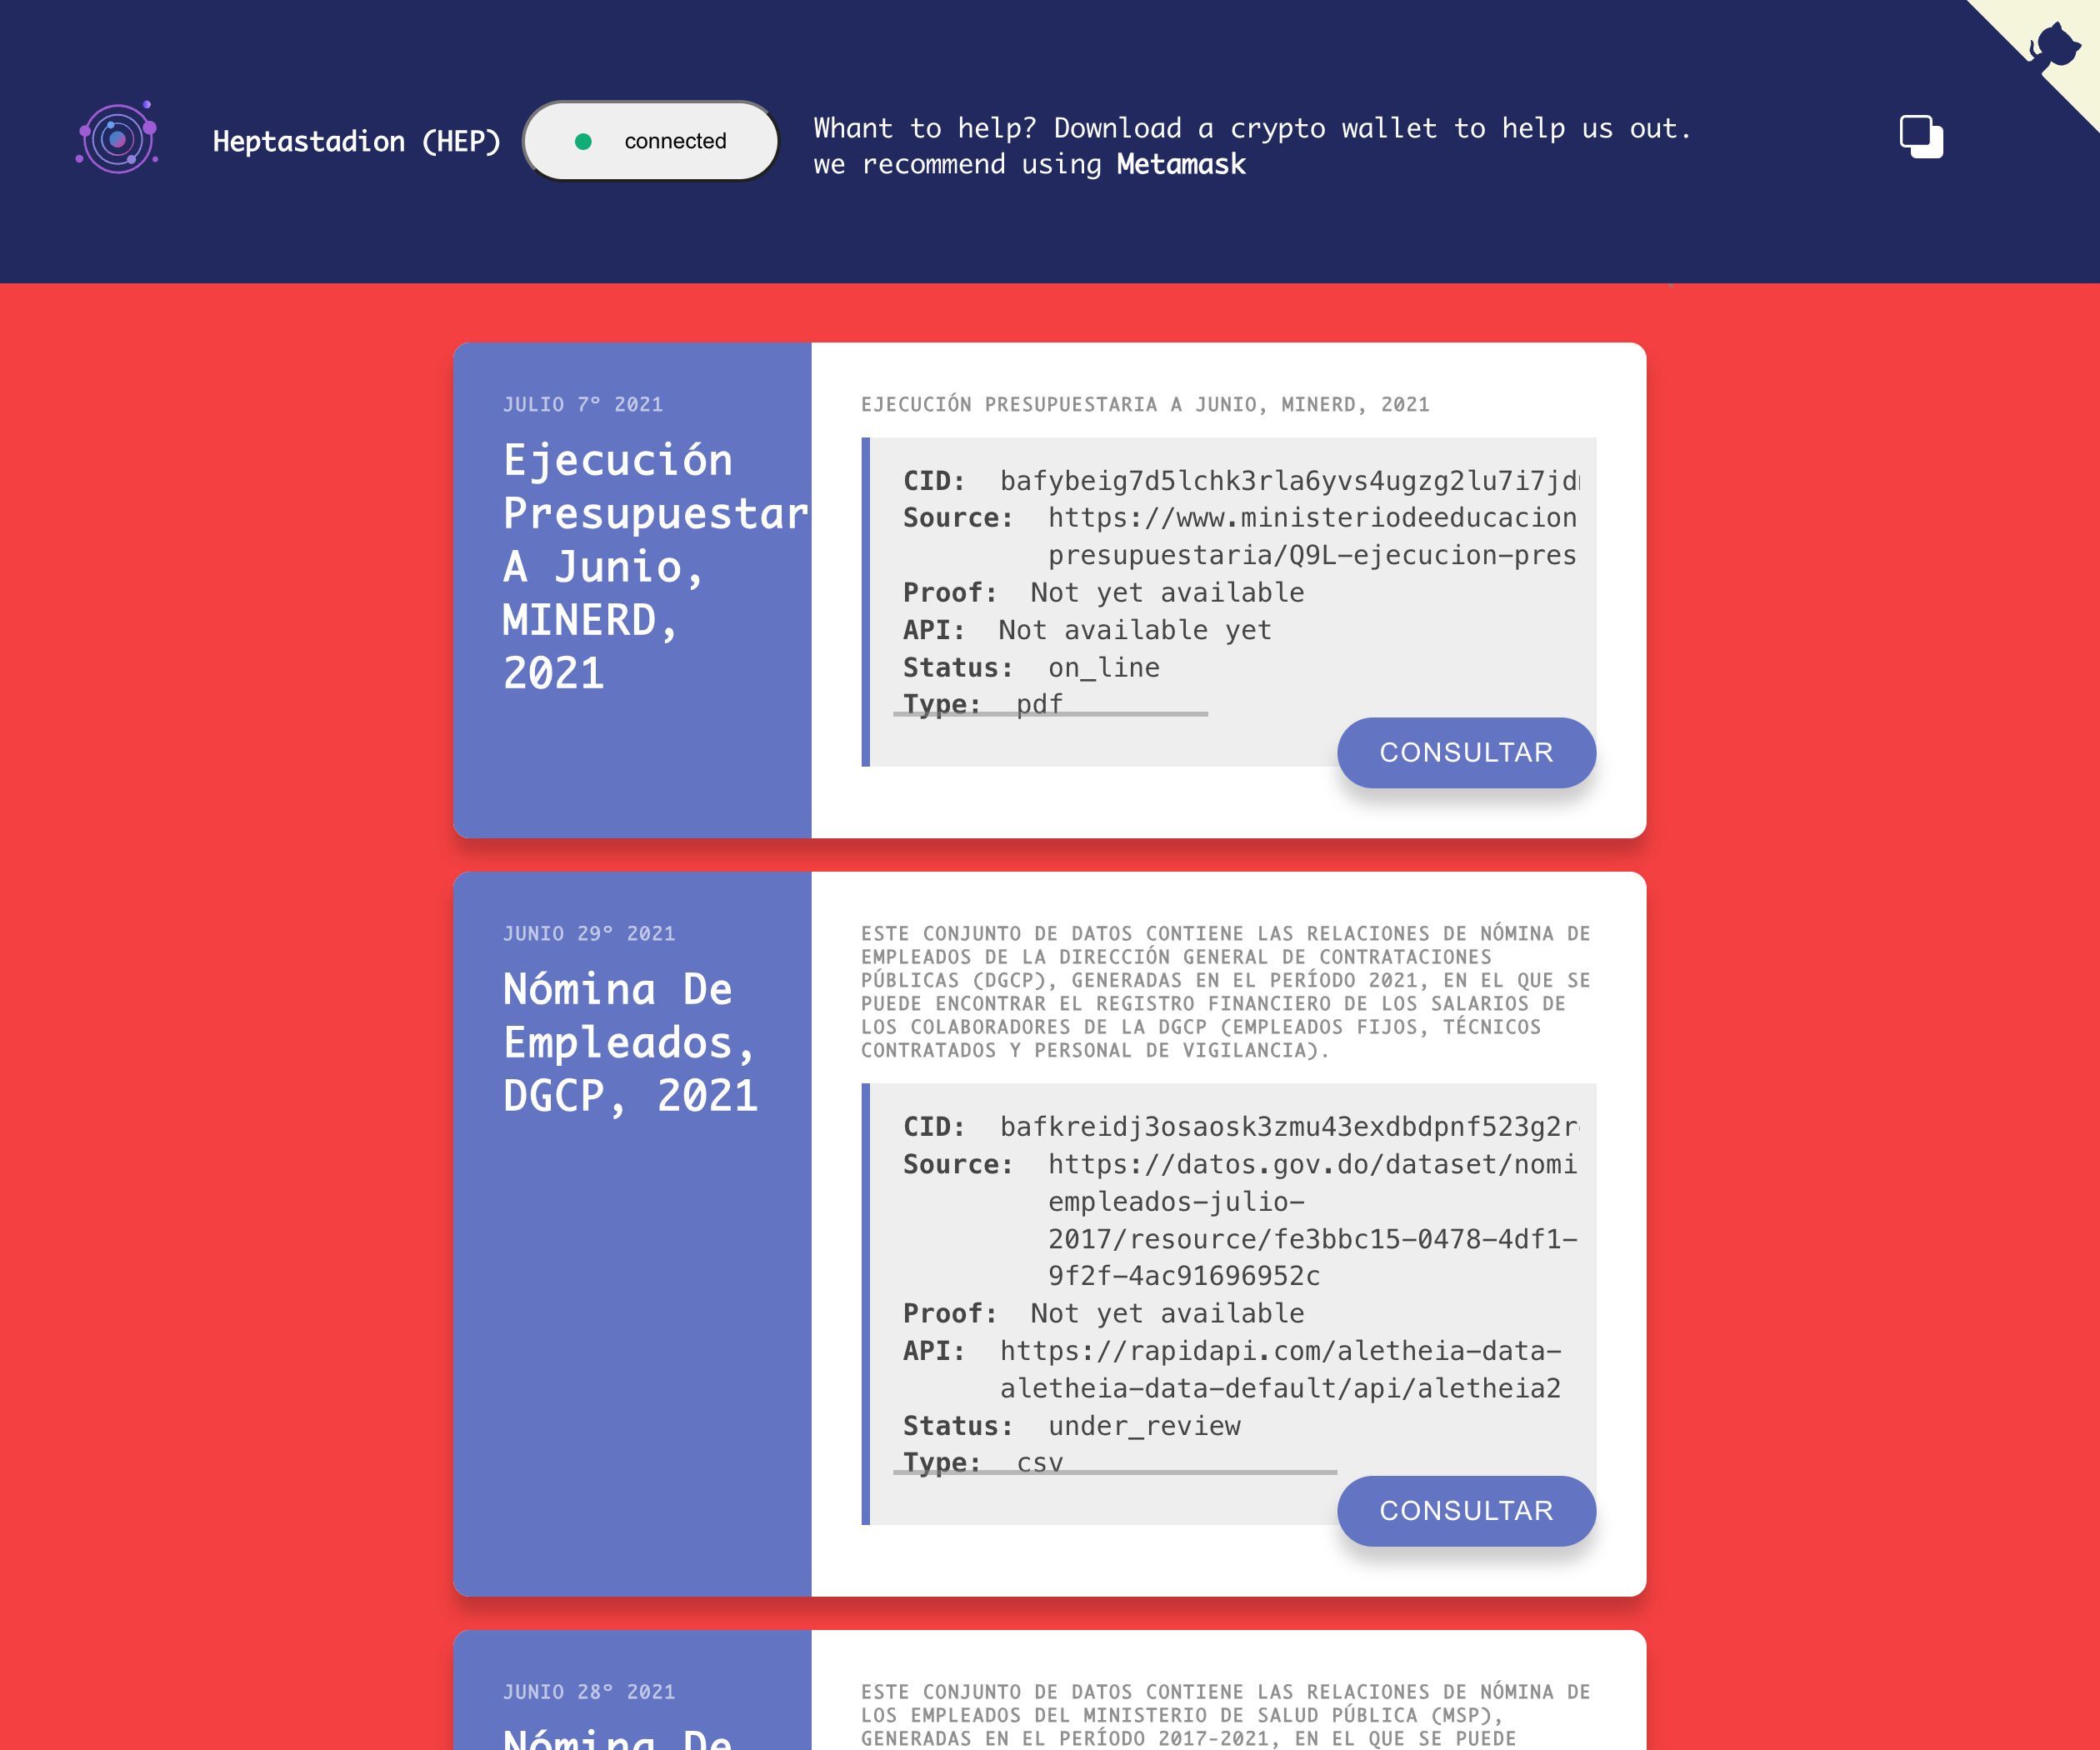 Heptastadion (HEP)
connected
Whant to help? Download a crypto wallet to help us out.
we recommend using Metamask
JULIO 7º 2021
Ejecución
Presupuestar
A Junio,
MINERD,
2021
EJECUCIÓN PRESUPUESTARIA A JUNIO, MINERD, 2021
CID: bafybeig7d5lchk3rla6yvs4ugzg2lu7i7jd
Source: https://www.ministeriodeeducacion
presupuestaria/Q9L-ejecucion-pres
Proof: Not yet available
API: Not available yet
Status: on_line
Type: pdf
CONSULTAR
JUNIO 29º 2021
Nómina De
Empleados,
DGCP, 2021
ESTE CONJUNTO DE DATOS CONTIENE LAS RELACIONES DE NÓMINA DE
EMPLEADOS DE LA DIRECCIÓN GENERAL DE CONTRATACIONES
PÚBLICAS (DGCP), GENERADAS EN EL PERÍODO 2021, EN EL QUE SE
PUEDE ENCONTRAR EL REGISTRO FINANCIERO DE LOS SALARIOS DE
LOS COLABORADORES DE LA DGCP (EMPLEADOS FIJOS, TÉCNICOS
CONTRATADOS Y PERSONAL DE VIGILANCIA).
CID: bafkreidj3osaosk3zmu43exdbdpnf523g2r
Source: https://datos.gov.do/dataset/nomi
empleados-julio-
2017/resource/fe3bbc15-0478-4df1-
9f2f-4ac91696952c
Proof: Not yet available
API: https://rapidapi.com/aletheia-data-
aletheia-data-default/api/aletheia2
Status: under_review
Type: csv
CONSULTAR
JUNIO 28º 2021
Nómina De
ESTE CONJUNTO DE DATOS CONTIENE LAS RELACIONES DE NÓMINA DE
LOS EMPLEADOS DEL MINISTERIO DE SALUD PÚBLICA (MSP),
GENERADAS EN EL PERÍODO 2017-2021, EN EL QUE SE PUEDE